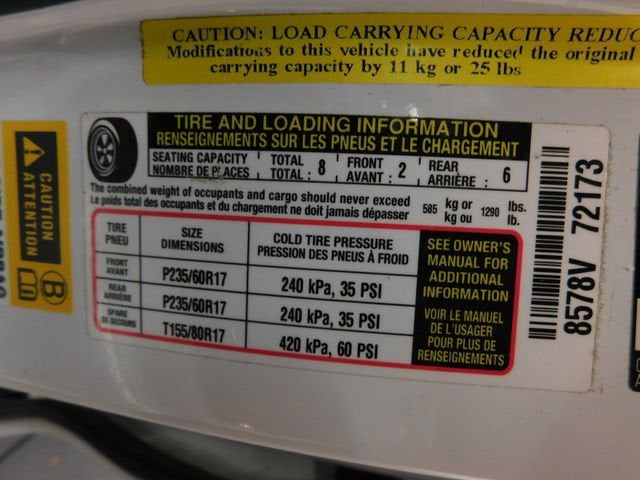 CAUTION: LOAD CARRYING CAPACITY REDUC
Modifications to this vehicle have reduced the original
carrying capacity by 11 kg or 25 lbs
TIRE AND LOADING INFORMATION
RENSEIGNEMENTS SUR LES PNEUS ET LE CHARGEMENT
SEATING CAPACITY TOTAL FRONT REAR
NOMBRE DE PLACES TOTAL : 8 AVANT : 2 ARRIÈRE : 6
The combined weight of occupants and cargo should never exceed 585 kg or 1290 lbs.
Le poids total des occupants et du chargement ne doit jamais dépasser kg ou lb.
TIRE
PNEU
SIZE
DIMENSIONS
COLD TIRE PRESSURE
PRESSION DES PNEUS À FROID
FRONT
AVANT
P235/60R17
240 kPa, 35 PSI
REAR
ARRIÈRE
P235/60R17
240 kPa, 35 PSI
SPARE
DE SECOURS
T155/80R17
420 kPa, 60 PSI
SEE OWNER'S
MANUAL FOR
ADDITIONAL
INFORMATION
VOIR LE MANUEL
DE L'USAGER
POUR PLUS DE
RENSEIGNEMENTS
8578V 72173
CAUTION
ATTENTION
B